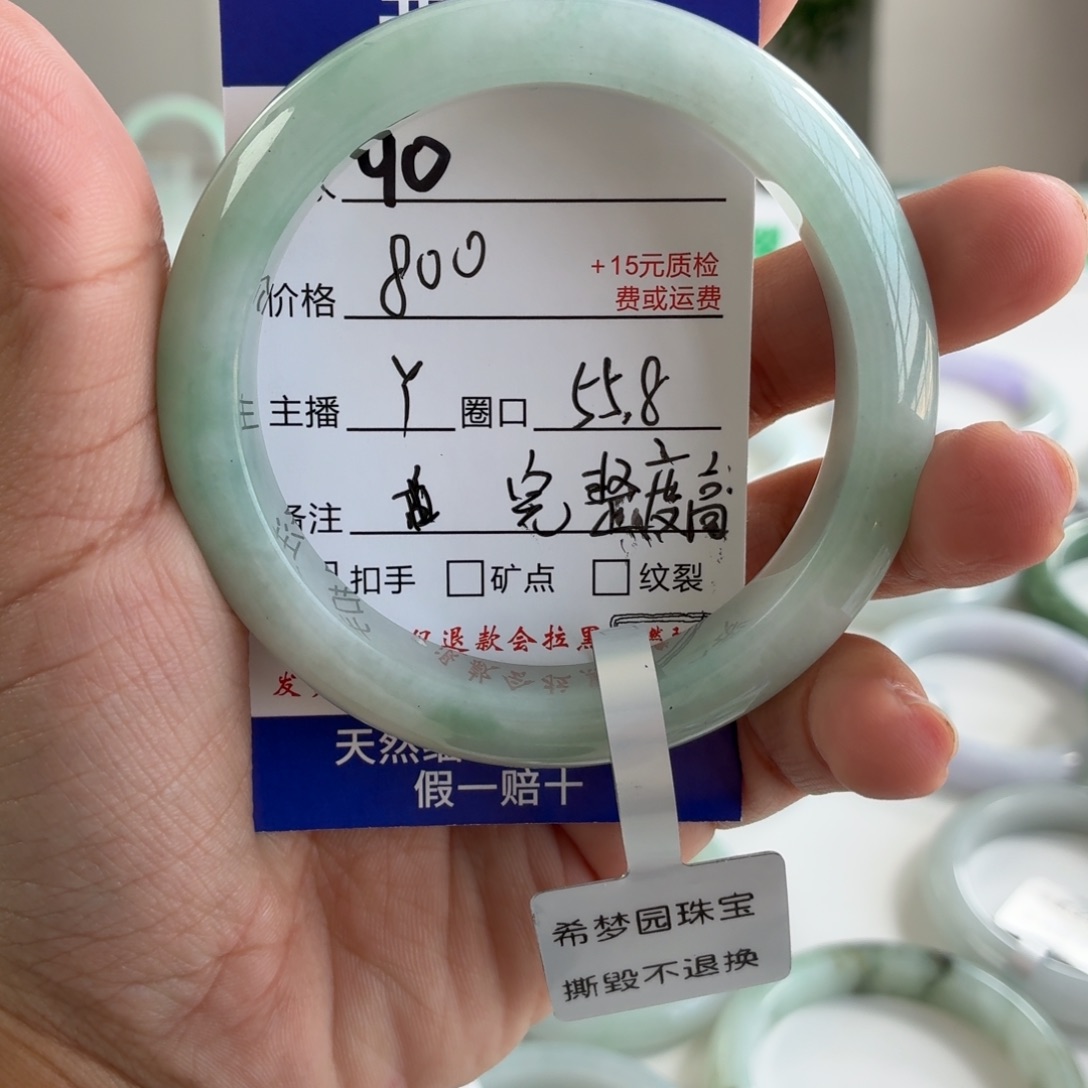 90
价格 800 +15元质检
费或运费
主播 Y 圈口 55.8
备注 完整度高
扣手 矿点 纹裂
退款会拉黑
发
天然
假一赔十
希梦园珠宝
撕毁不退换